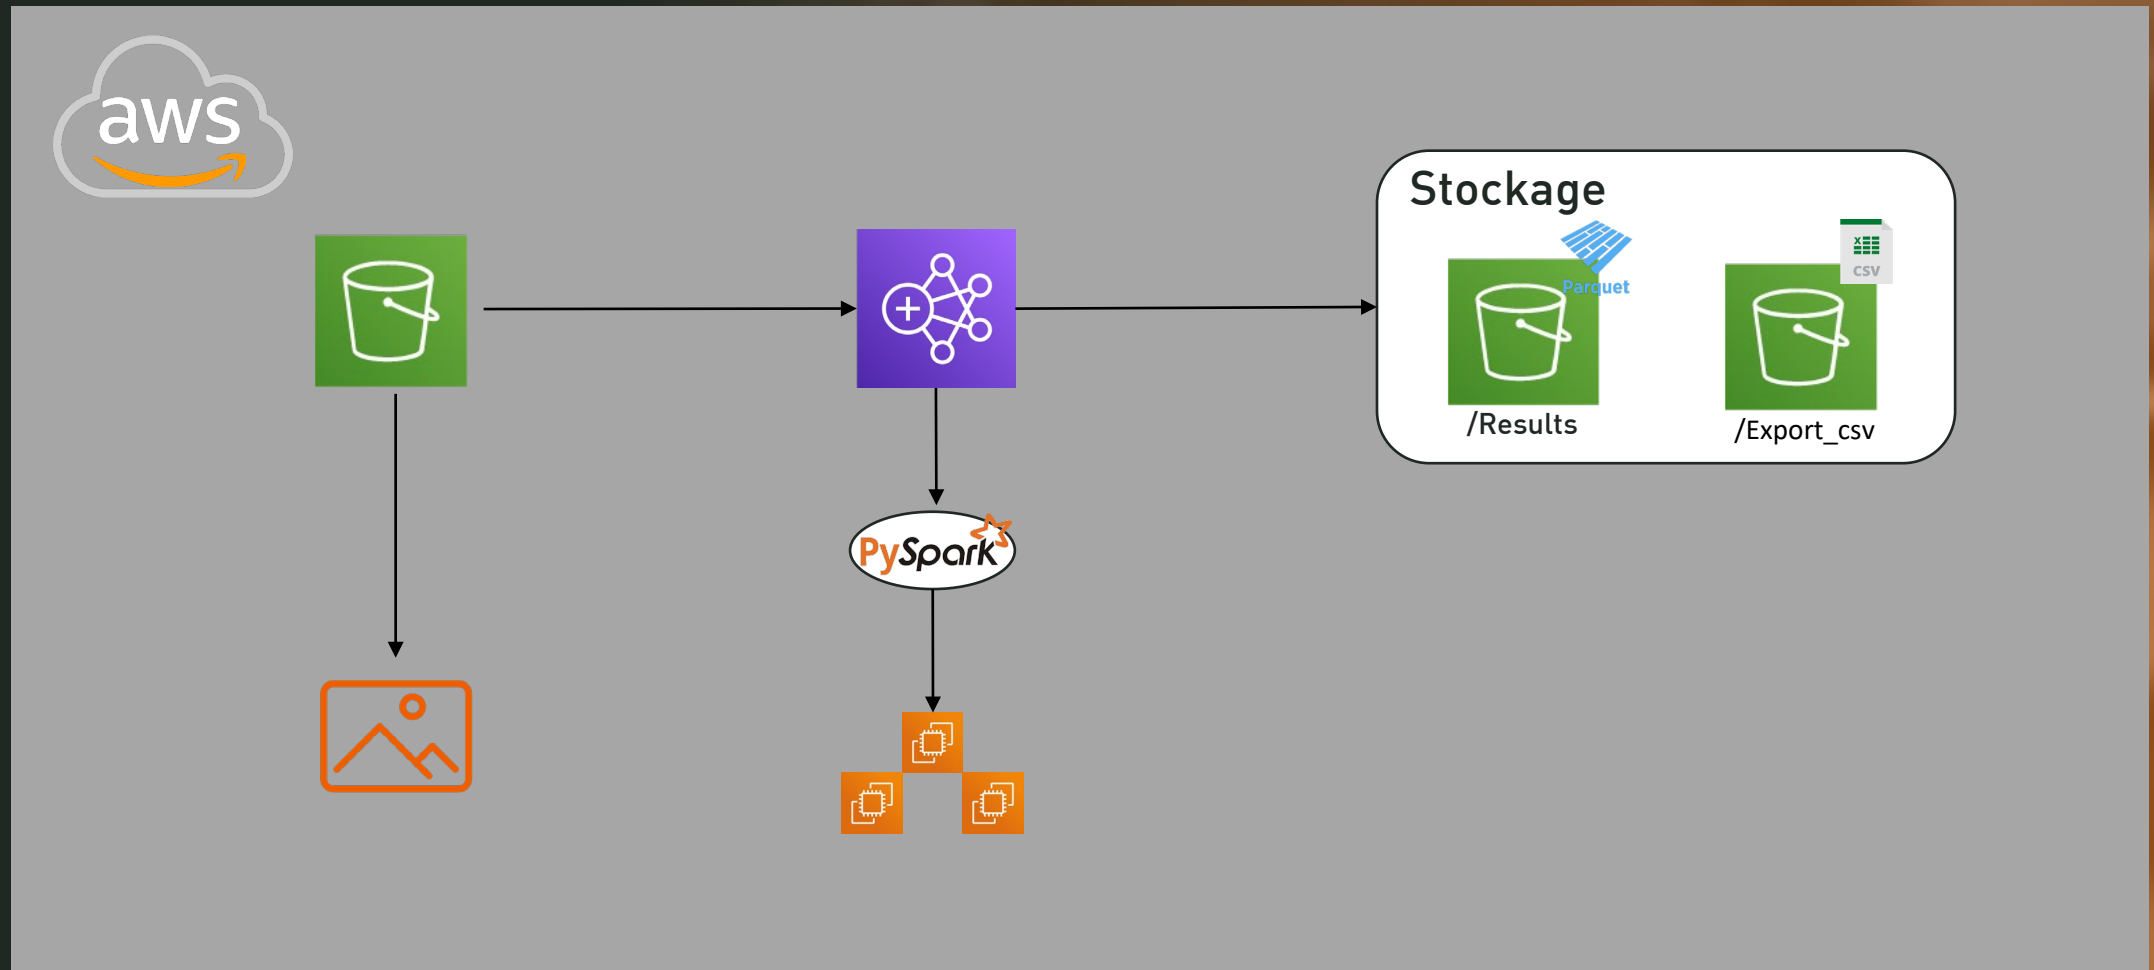 aws
Stockage
Parquet
X
CSV
/Results
/Export_csv
PySpark